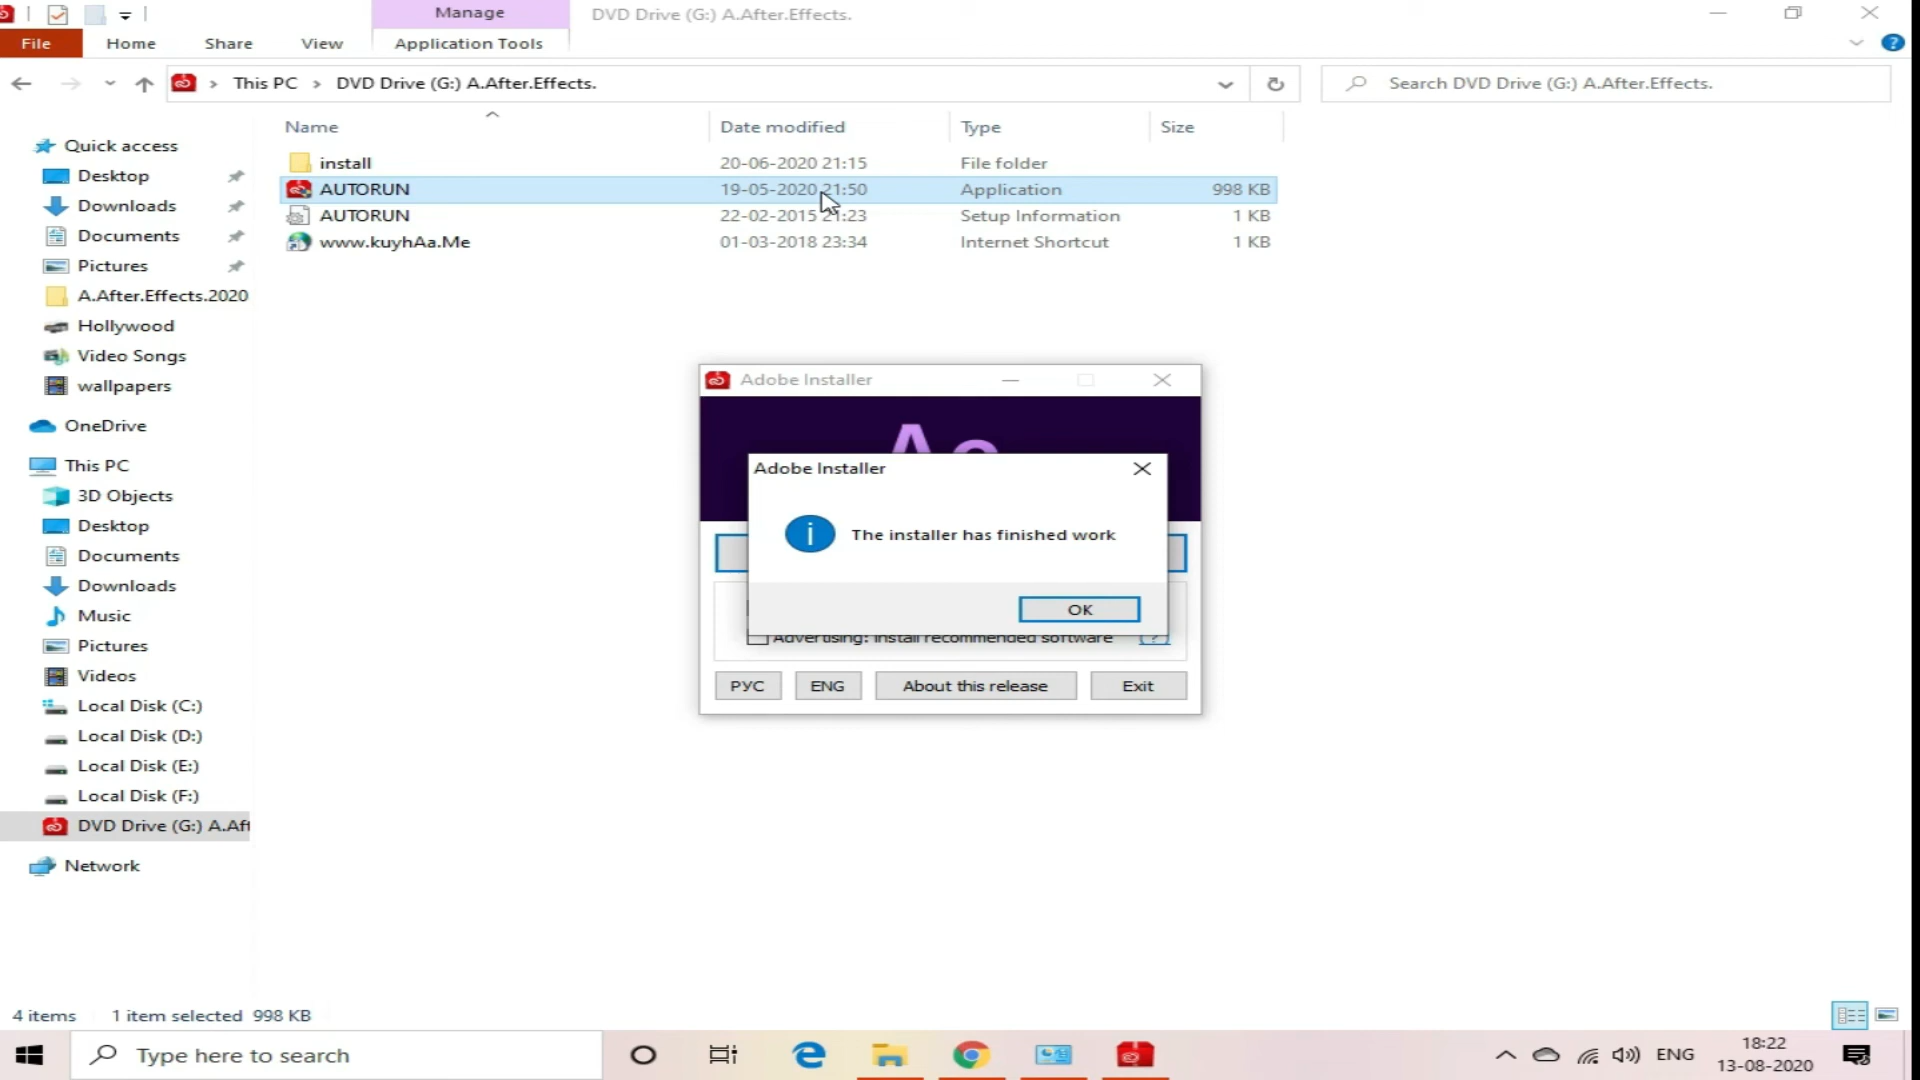 Manage
DVD Drive (G:) A.After.Effects.
File
Home
Share
View
Application Tools
This PC
DVD Drive (G:) A.After.Effects.
Search DVD Drive (G:) A.After.Effects.
Name
Date modified
Type
Size
install
20-06-2020 21:15
File folder
AUTORUN
19-05-2020 21:50
Application
998 KB
AUTORUN
22-02-2015 21:23
Setup Information
1 KB
www.kuyhAa.Me
01-03-2018 23:34
Internet Shortcut
1 KB
Quick access
Desktop
Downloads
Documents
Pictures
A.After.Effects.2020
Hollywood
Video Songs
wallpapers
OneDrive
This PC
3D Objects
Desktop
Documents
Downloads
Music
Pictures
Videos
Local Disk (C:)
Local Disk (D:)
Local Disk (E:)
Local Disk (F:)
DVD Drive (G:) A.Aft
Network
Adobe Installer
Adobe Installer
The installer has finished work
OK
Advertising: Install recommended software
(?)
РУС
ENG
About this release
Exit
4 items
1 item selected 998 KB
Type here to search
ENG
18:22
13-08-2020